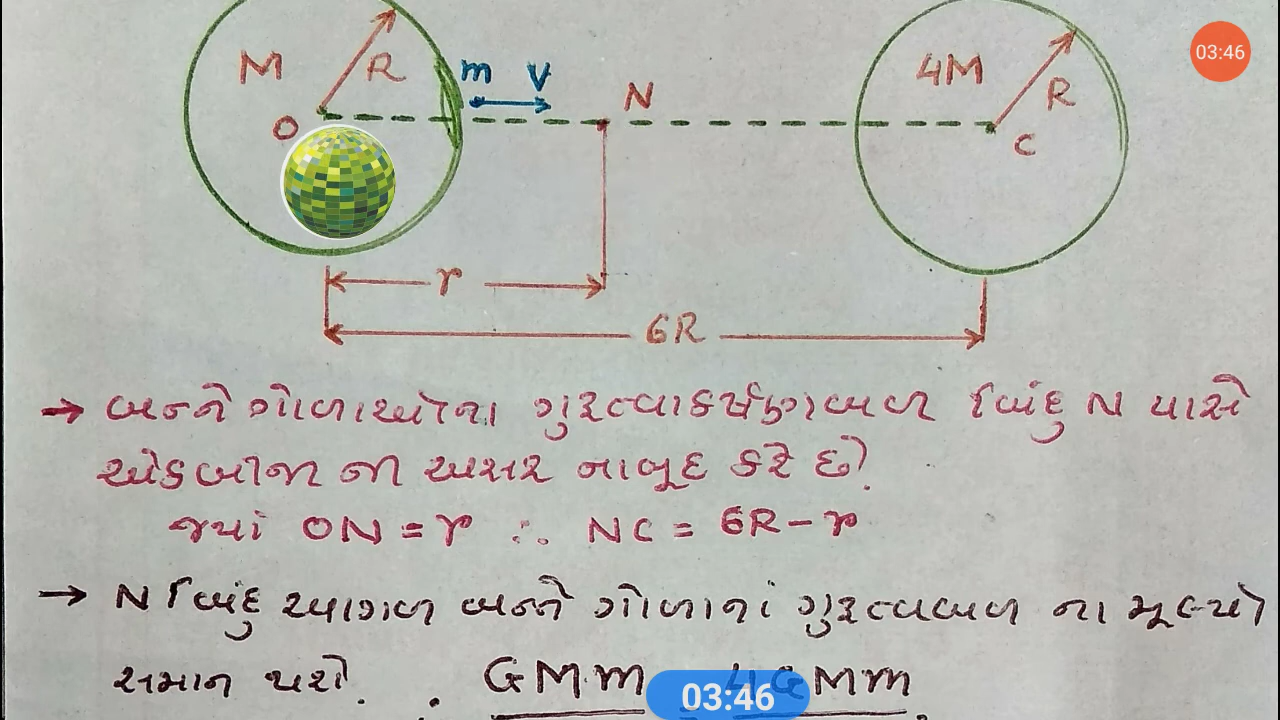 03:46
M R m V N 4M R
O C
r
6R
→ બન્ને ગોળાઓના ગુરુત્વાકર્ષણબળ બિંદુ N પાસે
એકબીજા ની અસર નાબૂદ કરે છે.
જ્યાં ON = r ∴ NC = 6R - r
→ N બિંદુ આગળ બન્ને ગોળાનાં ગુરુત્વબળ ના મૂલ્યો
સમાન થશે. ∴ GMm = 4GMm
03:46